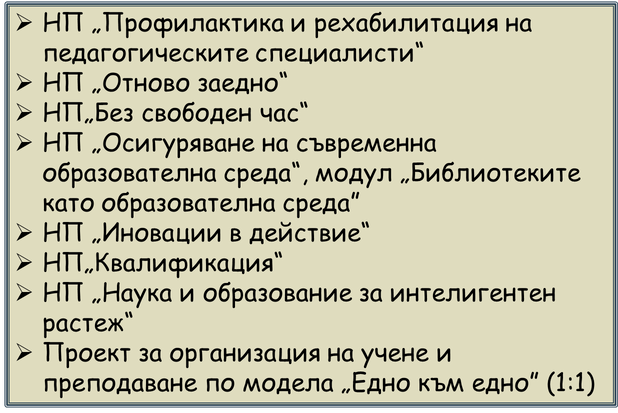 ➢ НП „Профилактика и рехабилитация на
педагогическите специалисти“
➢ НП „Отново заедно“
➢ НП„Без свободен час“
➢ НП „Осигуряване на съвременна
образователна среда“, модул „Библиотеките
като образователна среда”
➢ НП „Иновации в действие“
➢ НП„Квалификация“
➢ НП „Наука и образование за интелигентен
растеж“
➢ Проект за организация на учене и
преподаване по модела „Едно към едно” (1:1)